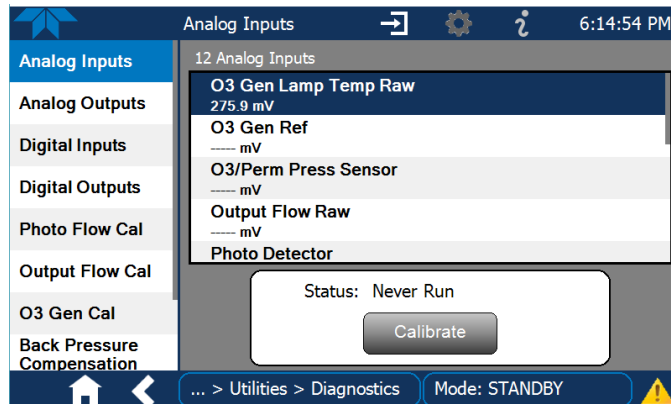 Analog Inputs
6:14:54 PM
Analog Inputs
Analog Outputs
Digital Inputs
Digital Outputs
Photo Flow Cal
Output Flow Cal
O3 Gen Cal
Back Pressure
Compensation
12 Analog Inputs
O3 Gen Lamp Temp Raw
275.9 mV
O3 Gen Ref
----- mV
O3/Perm Press Sensor
----- mV
Output Flow Raw
----- mV
Photo Detector
Status: Never Run
Calibrate
... > Utilities > Diagnostics
Mode: STANDBY